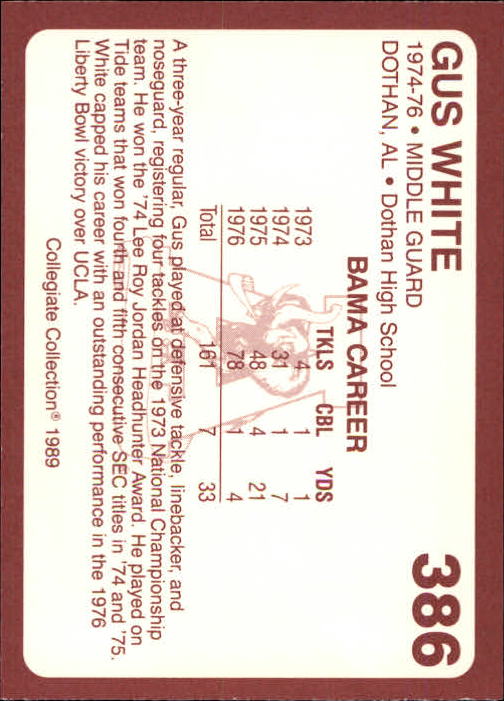 GUS WHITE 386
1974-76 • MIDDLE GUARD
DOTHAN, AL • Dothan High School
BAMA CAREER
TKLS CBL YDS
1973 4 1 1
1974 31 1 7
1975 48 4 21
1976 78 1 4
Total 161 7 33
A three-year regular, Gus played at defensive tackle, linebacker, and
noseguard, registering four tackles on the 1973 National Championship
team. He won the '74 Lee Roy Jordan Headhunter Award. He played on
Tide teams that won fourth and fifth consecutive SEC titles in '74 and '75.
White capped his career with an outstanding performance in the 1976
Liberty Bowl victory over UCLA.
Collegiate Collection® 1989